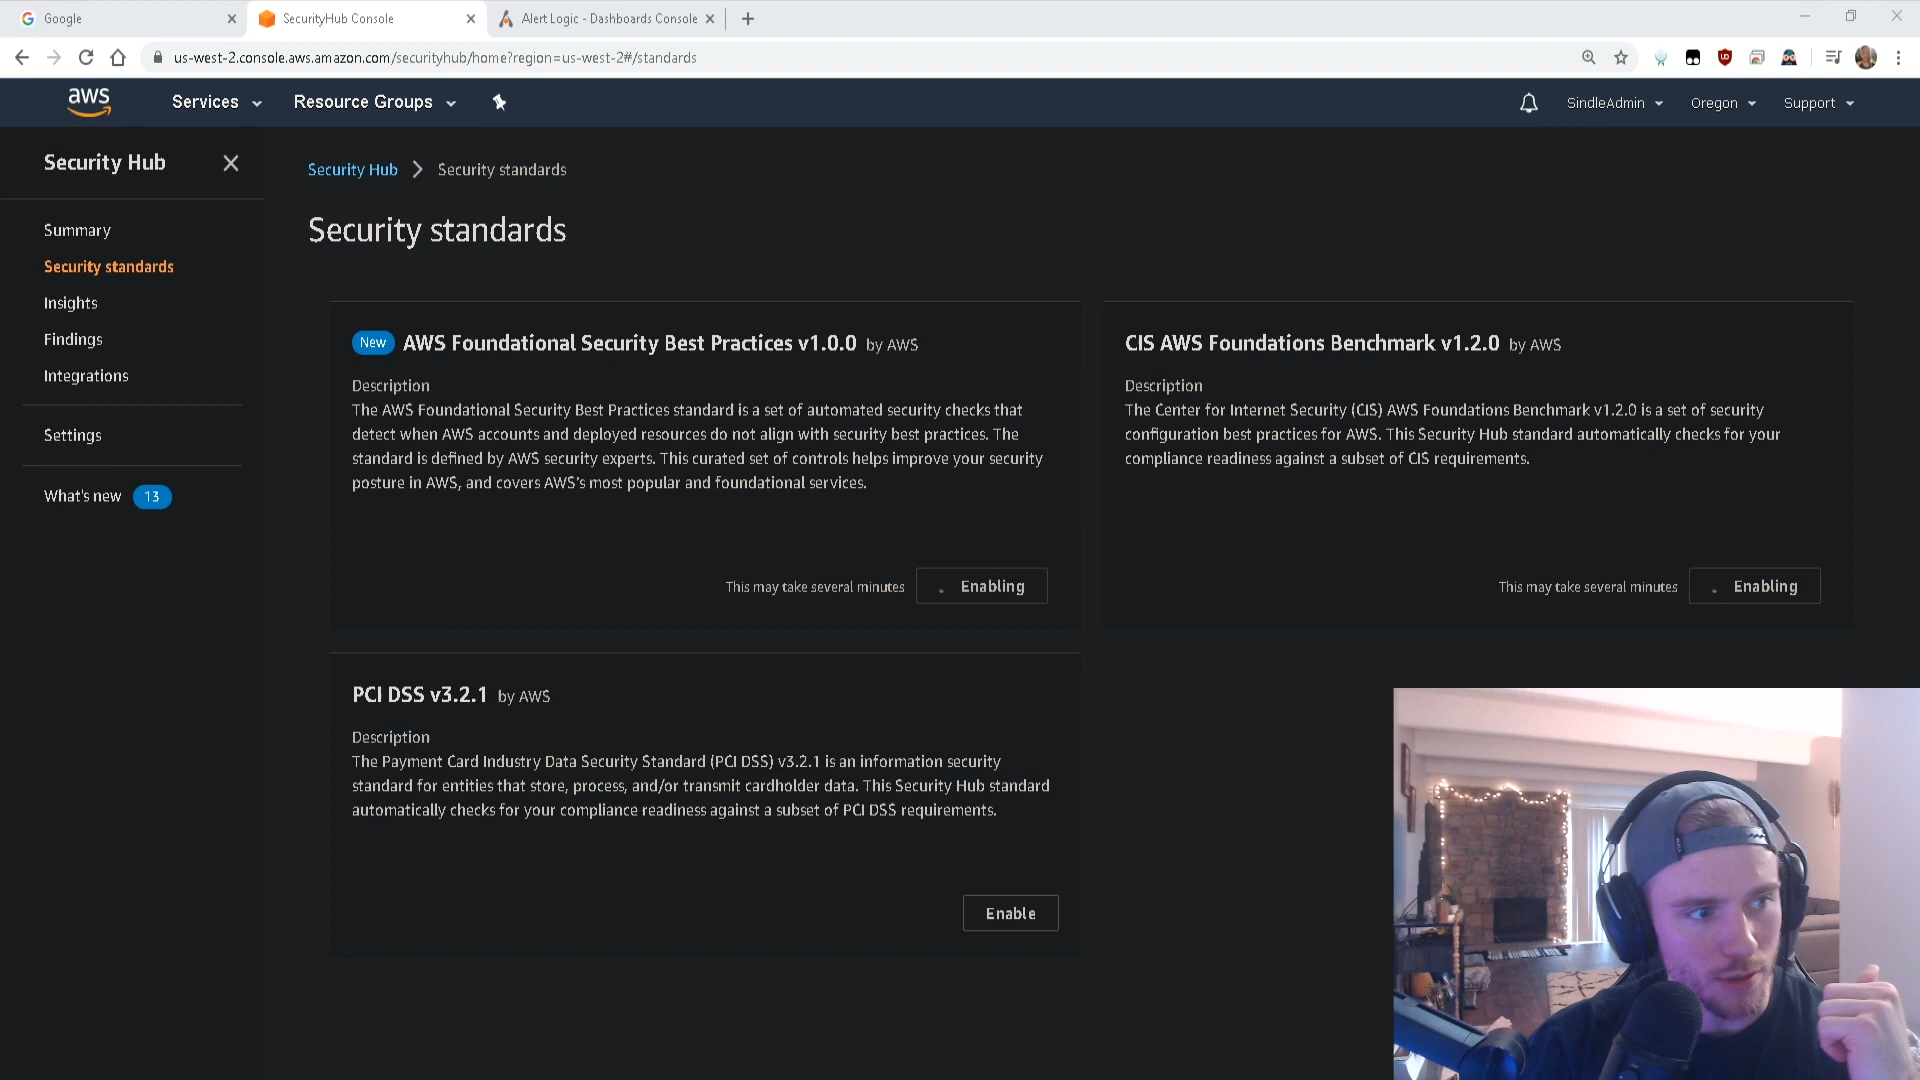 Google
SecurityHub Console
Alert Logic - Dashboards Console
us-west-2.console.aws.amazon.com/securityhub/home?region=us-west-2#/standards
aws
Services
Resource Groups
SindleAdmin
Oregon
Support
Security Hub
Summary
Security standards
Insights
Findings
Integrations
Settings
What's new 13
Security Hub > Security standards
Security standards
New AWS Foundational Security Best Practices v1.0.0 by AWS
Description
The AWS Foundational Security Best Practices standard is a set of automated security checks that
detect when AWS accounts and deployed resources do not align with security best practices. The
standard is defined by AWS security experts. This curated set of controls helps improve your security
posture in AWS, and covers AWS's most popular and foundational services.
This may take several minutes
Enabling
CIS AWS Foundations Benchmark v1.2.0 by AWS
Description
The Center for Internet Security (CIS) AWS Foundations Benchmark v1.2.0 is a set of security
configuration best practices for AWS. This Security Hub standard automatically checks for your
compliance readiness against a subset of CIS requirements.
This may take several minutes
Enabling
PCI DSS v3.2.1 by AWS
Description
The Payment Card Industry Data Security Standard (PCI DSS) v3.2.1 is an information security
standard for entities that store, process, and/or transmit cardholder data. This Security Hub standard
automatically checks for your compliance readiness against a subset of PCI DSS requirements.
Enable